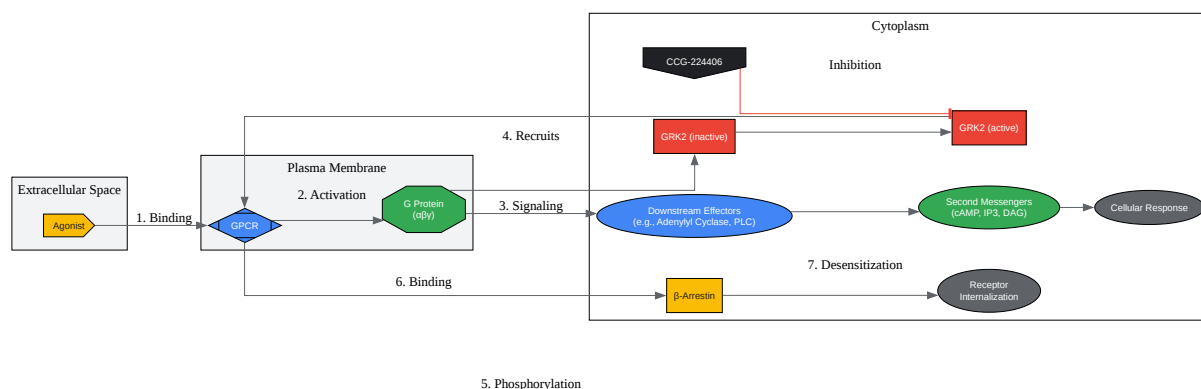 Cytoplasm
CCG-224406
Inhibition
GRK2 (inactive)
GRK2 (active)
4. Recruits
Plasma Membrane
Extracellular Space
2. Activation
G Protein
(αβγ)
Agonist
1. Binding
GPCR
3. Signaling
Downstream Effectors
(e.g., Adenylyl Cyclase, PLC)
Second Messengers
(cAMP, IP3, DAG)
Cellular Response
6. Binding
β-Arrestin
7. Desensitization
Receptor
Internalization
5. Phosphorylation